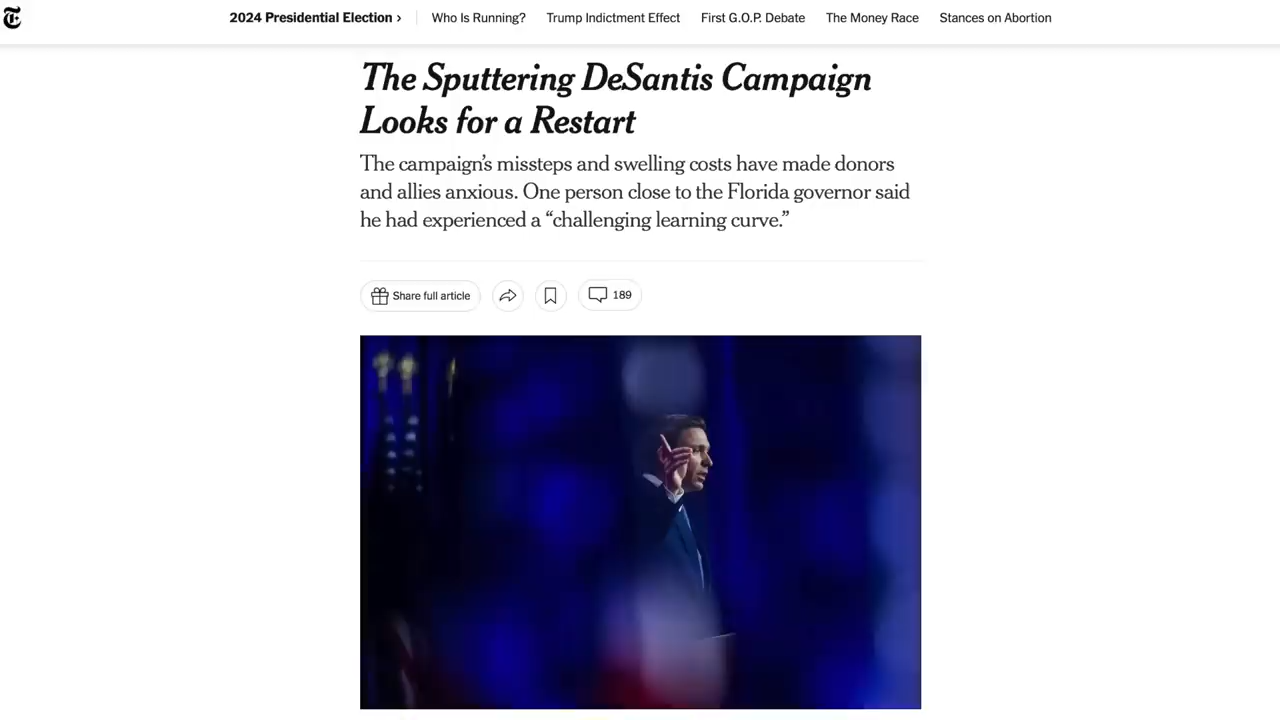 2024 Presidential Election › Who Is Running? Trump Indictment Effect First G.O.P. Debate The Money Race Stances on Abortion
The Sputtering DeSantis Campaign
Looks for a Restart
The campaign’s missteps and swelling costs have made donors
and allies anxious. One person close to the Florida governor said
he had experienced a “challenging learning curve.”
Share full article 189